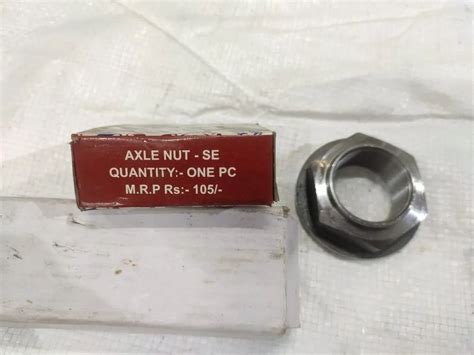 AXLE NUT - SE
QUANTITY:- ONE PC
M.R.P Rs:- 105/-